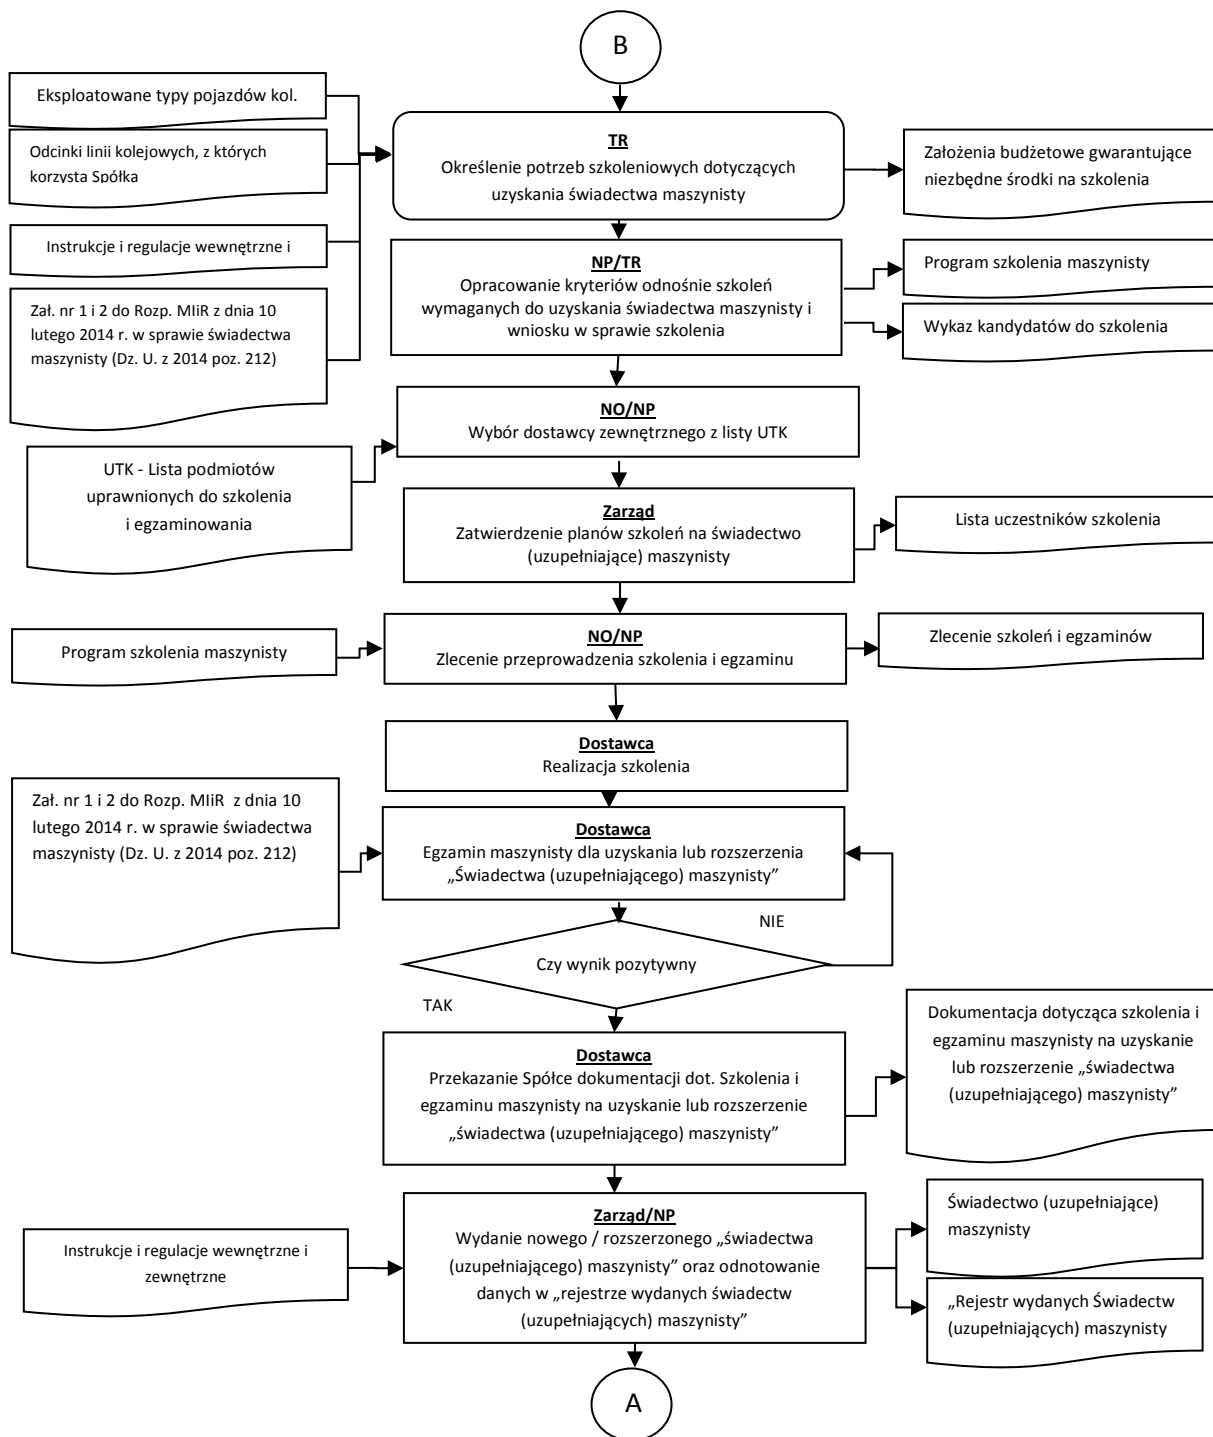 B
Eksploatowane typy pojazdów kol.
Odcinki linii kolejowych, z których
korzysta Spółka
Instrukcje i regulacje wewnętrzne i
Zał. nr 1 i 2 do Rozp. MIiR z dnia 10
lutego 2014 r. w sprawie świadectwa
maszynisty (Dz. U. z 2014 poz. 212)
TR
Określenie potrzeb szkoleniowych dotyczących
uzyskania świadectwa maszynisty
Założenia budżetowe gwarantujące
niezbędne środki na szkolenia
NP/TR
Opracowanie kryteriów odnośnie szkoleń
wymaganych do uzyskania świadectwa maszynisty i
wniosku w sprawie szkolenia
Program szkolenia maszynisty
Wykaz kandydatów do szkolenia
NO/NP
Wybór dostawcy zewnętrznego z listy UTK
UTK - Lista podmiotów
uprawnionych do szkolenia
i egzaminowania
Zarząd
Zatwierdzenie planów szkoleń na świadectwo
(uzupełniające) maszynisty
Lista uczestników szkolenia
Program szkolenia maszynisty
NO/NP
Zlecenie przeprowadzenia szkolenia i egzaminu
Zlecenie szkoleń i egzaminów
Dostawca
Realizacja szkolenia
Zał. nr 1 i 2 do Rozp. MIiR z dnia 10
lutego 2014 r. w sprawie świadectwa
maszynisty (Dz. U. z 2014 poz. 212)
Dostawca
Egzamin maszynisty dla uzyskania lub rozszerzenia
„Świadectwa (uzupełniającego) maszynisty”
NIE
Czy wynik pozytywny
TAK
Dostawca
Przekazanie Spółce dokumentacji dot. Szkolenia i
egzaminu maszynisty na uzyskanie lub rozszerzenie
„świadectwa (uzupełniającego) maszynisty”
Dokumentacja dotycząca szkolenia i
egzaminu maszynisty na uzyskanie
lub rozszerzenie „świadectwa
(uzupełniającego) maszynisty”
Instrukcje i regulacje wewnętrzne i
zewnętrzne
Zarząd/NP
Wydanie nowego / rozszerzonego „świadectwa
(uzupełniającego) maszynisty” oraz odnotowanie
danych w „rejestrze wydanych świadectw
(uzupełniających) maszynisty”
Świadectwo (uzupełniające)
maszynisty
„Rejestr wydanych Świadectw
(uzupełniających) maszynisty
A